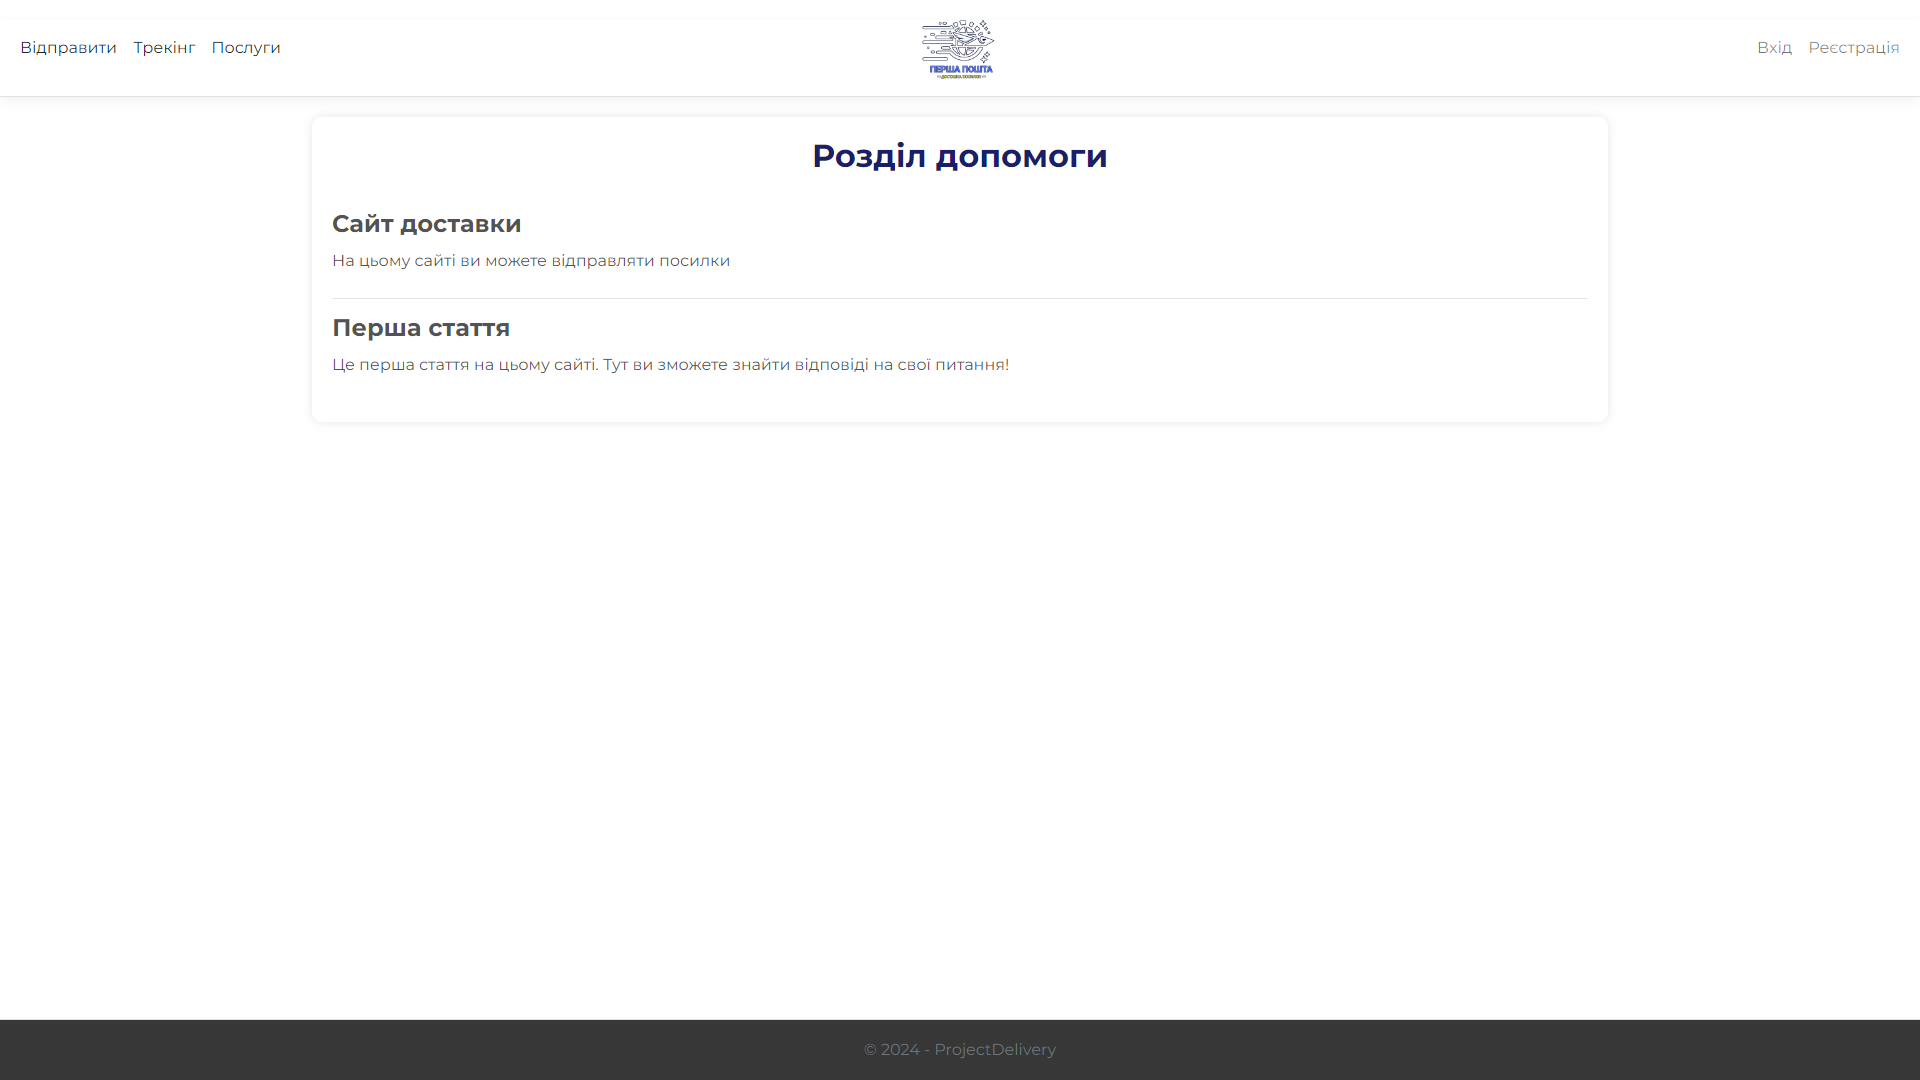 Відправити Трекінг Послуги
ПЕРША ПОШТА
Вхід Реєстрація
Розділ допомоги
Сайт доставки
На цьому сайті ви можете відправляти посилки
Перша стаття
Це перша стаття на цьому сайті. Тут ви зможете знайти відповіді на свої питання!
© 2024 - ProjectDelivery